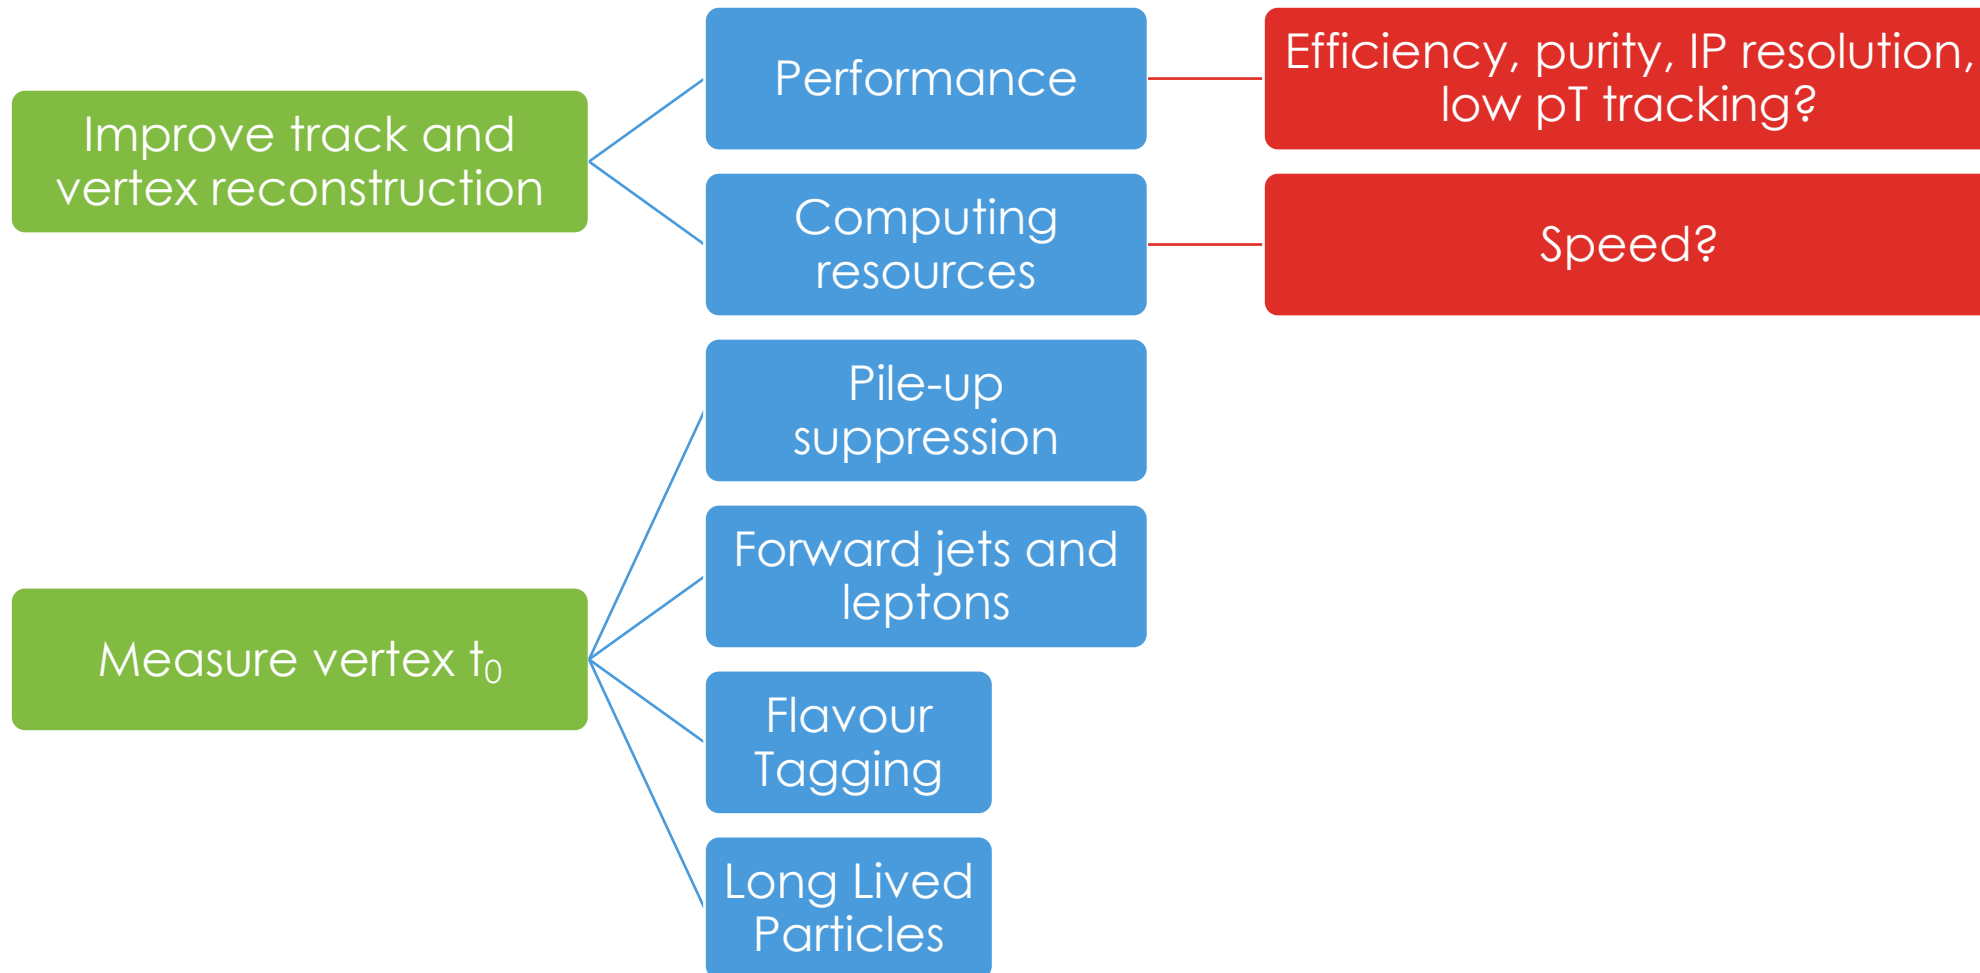 Improve track and
vertex reconstruction
Performance
Efficiency, purity, IP resolution,
low pT tracking?
Computing
resources
Speed?
Measure vertex t₀
Pile-up
suppression
Forward jets and
leptons
Flavour
Tagging
Long Lived
Particles